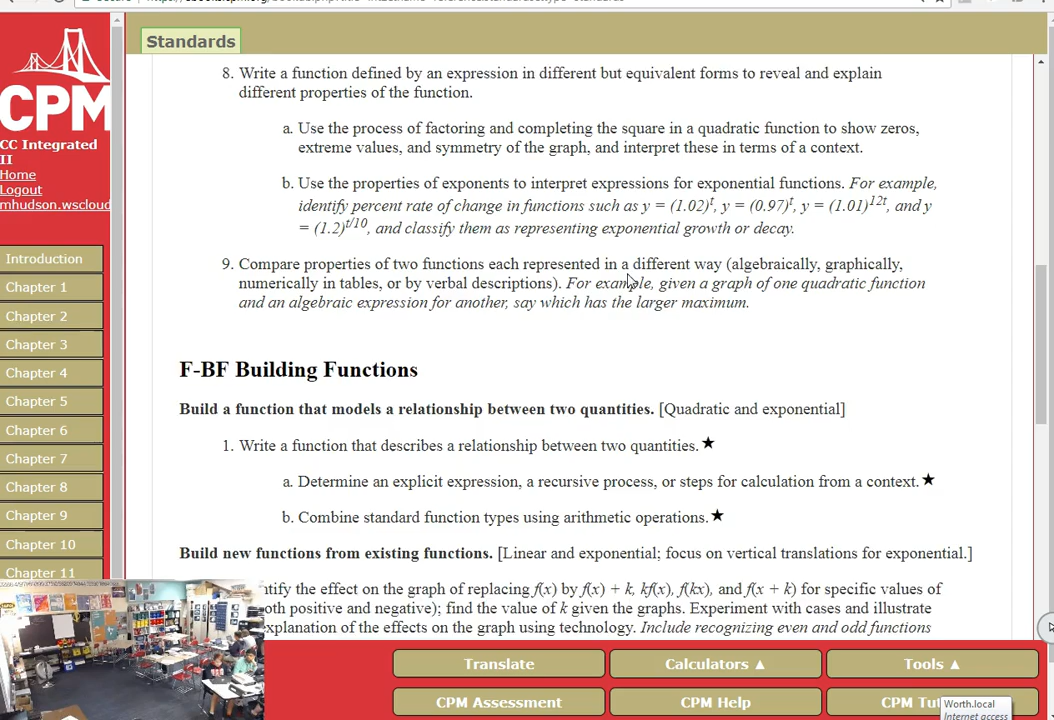 Standards
CPM
CC Integrated
II
Home
Logout
mhudson.wscloud
Introduction
Chapter 1
Chapter 2
Chapter 3
Chapter 4
Chapter 5
Chapter 6
Chapter 7
Chapter 8
Chapter 9
Chapter 10
Chapter 11
8. Write a function defined by an expression in different but equivalent forms to reveal and explain
different properties of the function.
a. Use the process of factoring and completing the square in a quadratic function to show zeros,
extreme values, and symmetry of the graph, and interpret these in terms of a context.
b. Use the properties of exponents to interpret expressions for exponential functions. For example,
identify percent rate of change in functions such as y = (1.02)^t, y = (0.97)^t, y = (1.01)^12t, and y
= (1.2)^t/10, and classify them as representing exponential growth or decay.
9. Compare properties of two functions each represented in a different way (algebraically, graphically,
numerically in tables, or by verbal descriptions). For example, given a graph of one quadratic function
and an algebraic expression for another, say which has the larger maximum.
F-BF Building Functions
Build a function that models a relationship between two quantities. [Quadratic and exponential]
1. Write a function that describes a relationship between two quantities.★
a. Determine an explicit expression, a recursive process, or steps for calculation from a context.★
b. Combine standard function types using arithmetic operations.★
Build new functions from existing functions. [Linear and exponential; focus on vertical translations for exponential.]
ntify the effect on the graph of replacing f(x) by f(x) + k, kf(x), f(kx), and f(x + k) for specific values of
oth positive and negative); find the value of k given the graphs. Experiment with cases and illustrate
xplanation of the effects on the graph using technology. Include recognizing even and odd functions
Translate
Calculators ▲
Tools ▲
CPM Assessment
CPM Help
CPM Tut
Worth.local
Internet access